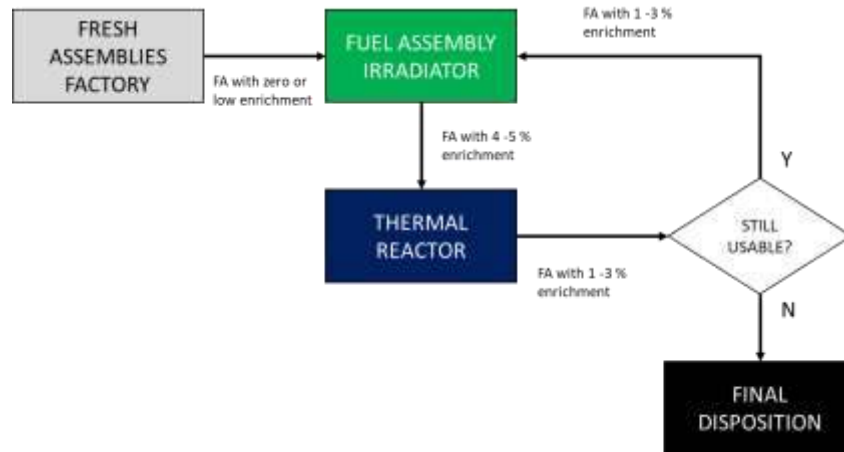 FRESH
ASSEMBLIES
FACTORY
FA with zero or
low enrichment
FUEL ASSEMBLY
IRRADIATOR
FA with 1 -3 %
enrichment
FA with 4 -5 %
enrichment
THERMAL
REACTOR
FA with 1 -3 %
enrichment
STILL
USABLE?
Y
N
FINAL
DISPOSITION